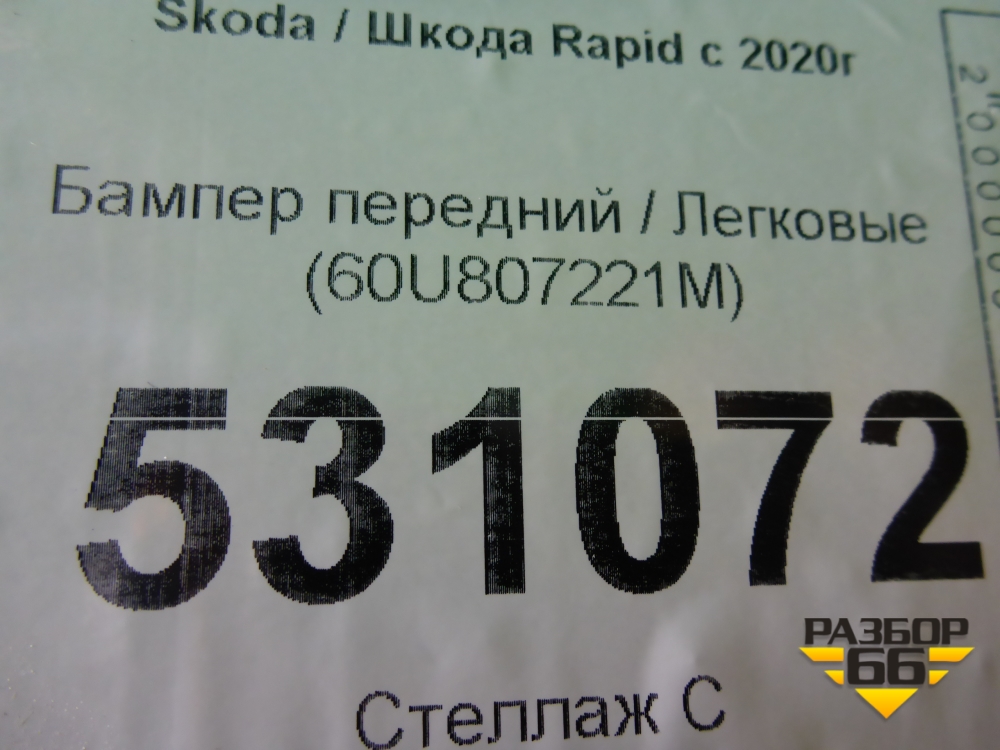 Skoda / Шкода Rapid с 2020г
Бампер передний / Легковые
(60U807221M)
531072
Стеллаж С
РАЗБОР
66